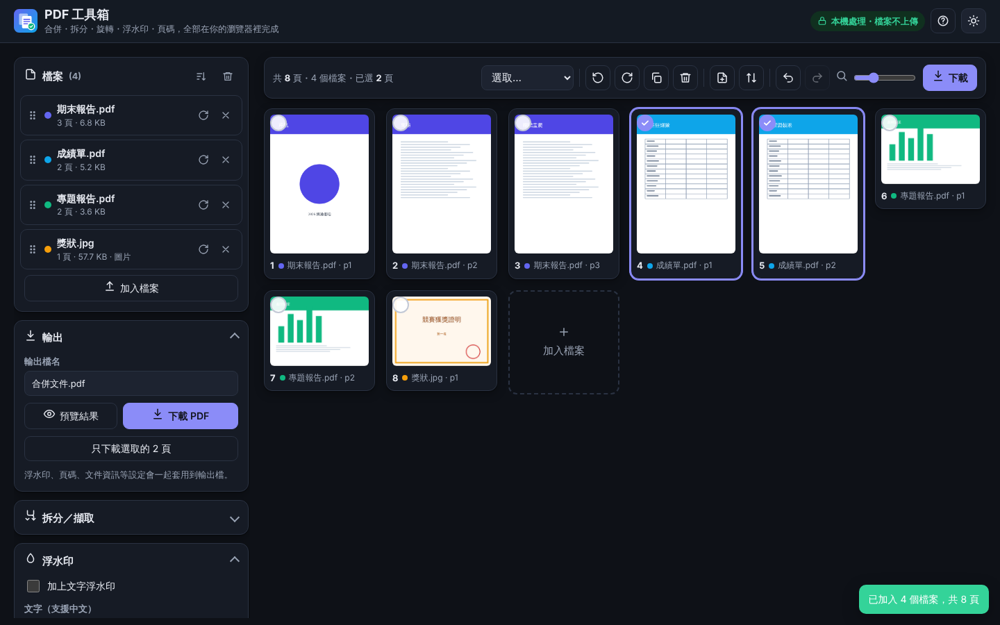 PDF 工具箱
合併・拆分・旋轉・浮水印・頁碼，全部在你的瀏覽器裡完成
本機處理・檔案不上傳
檔案 (4)
期末報告.pdf
3 頁 · 6.8 KB
成績單.pdf
2 頁 · 5.2 KB
專題報告.pdf
2 頁 · 3.6 KB
獎狀.jpg
1 頁 · 57.7 KB · 圖片
加入檔案
輸出
輸出檔名
合併文件.pdf
預覽結果
下載 PDF
只下載選取的 2 頁
浮水印、頁碼、文件資訊等設定會一起套用到輸出檔。
拆分／擷取
浮水印
加上文字浮水印
文字（支援中文）
共 8 頁・4 個檔案・已選 2 頁
選取...
下載
1 期末報告.pdf · p1
2 期末報告.pdf · p2
3 期末報告.pdf · p3
4 成績單.pdf · p1
5 成績單.pdf · p2
6 專題報告.pdf · p1
7 專題報告.pdf · p2
競賽獲獎證明
第一名
8 獎狀.jpg · p1
+
加入檔案
已加入 4 個檔案，共 8 頁